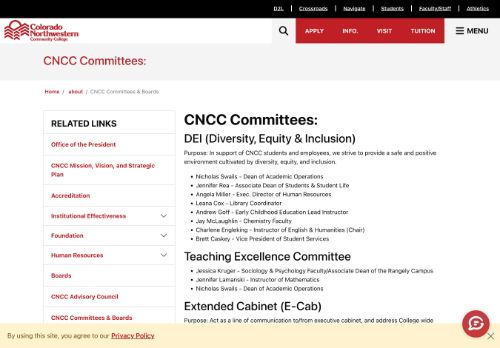 D2L | Crossroads | Navigate | Students | Faculty/Staff | Athletics
Colorado
Northwestern
Community College
APPLY INFO. VISIT TUITION MENU
CNCC Committees:
Home / about / CNCC Committees & Boards
RELATED LINKS
Office of the President
CNCC Mission, Vision, and Strategic
Plan
Accreditation
Institutional Effectiveness
Foundation
Human Resources
Boards
CNCC Advisory Council
CNCC Committees & Boards
CNCC Committees:
DEI (Diversity, Equity & Inclusion)
Purpose: In support of CNCC students and employees, we strive to provide a safe and positive
environment cultivated by diversity, equity, and inclusion.
Nicholas Swails - Dean of Academic Operations
Jennifer Rea - Associate Dean of Students & Student Life
Angela Miller - Exec. Director of Human Resources
Leana Cox - Library Coordinator
Andrew Goff - Early Childhood Education Lead Instructor
Jay McLaughlin - Chemistry Faculty
Charlene Engleking - Instructor of English & Humanities (Chair)
Brett Caskey - Vice President of Student Services
Teaching Excellence Committee
Jessica Kruger - Sociology & Psychology Faculty/Associate Dean of the Rangely Campus
Jennifer Lamanski - Instructor of Mathematics
Nicholas Swails - Dean of Academic Operations
Extended Cabinet (E-Cab)
Purpose: Act as a line of communication to/from executive cabinet, and address College wide
By using this site, you agree to our Privacy Policy